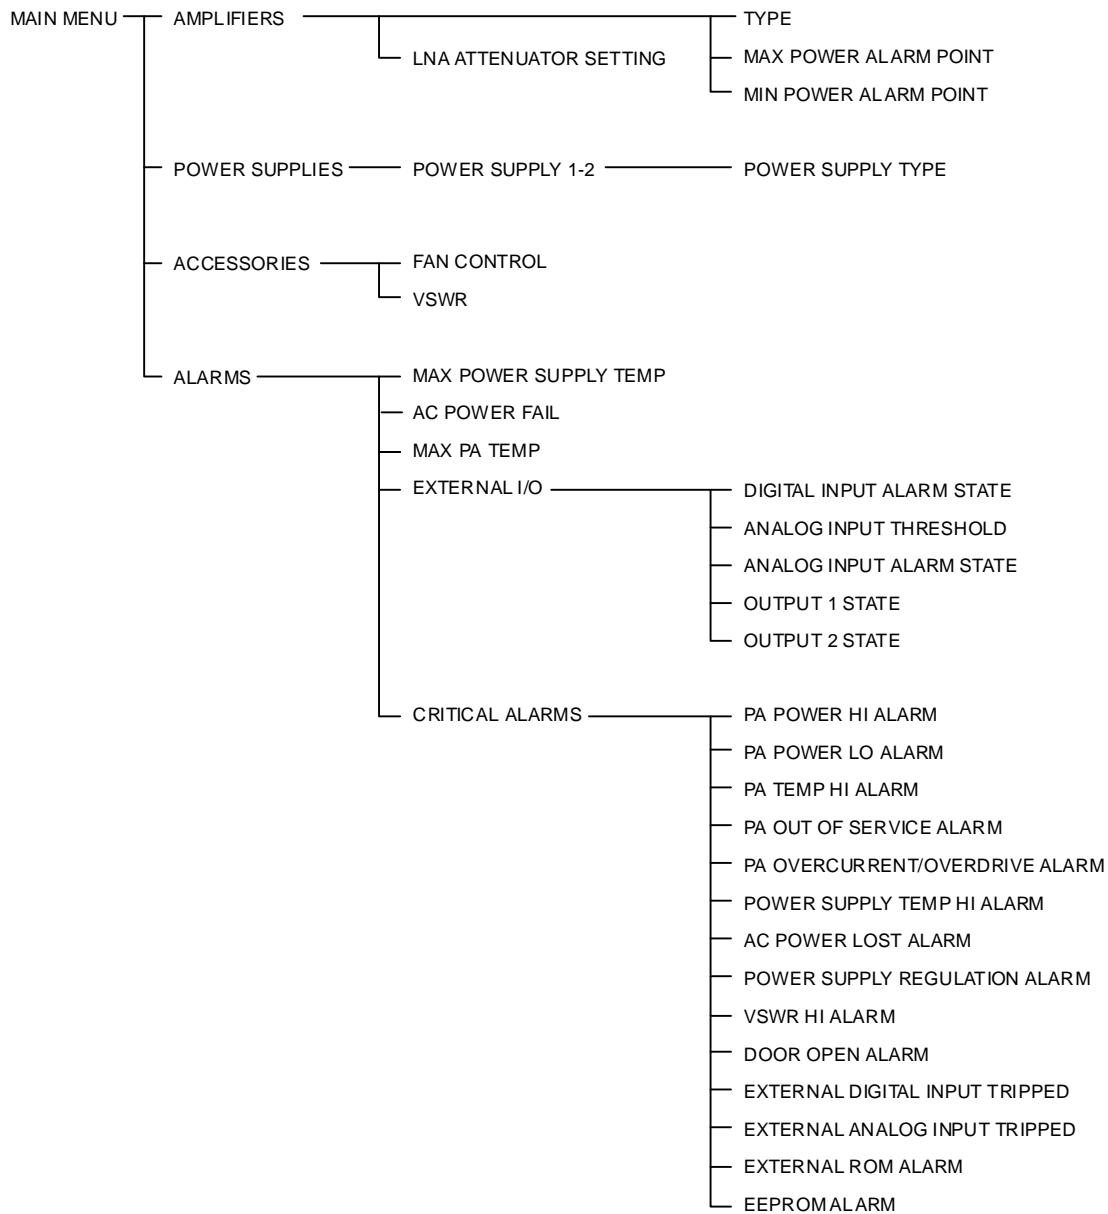 MAIN MENU
AMPLIFIERS
TYPE
LNA ATTENUATOR SETTING
MAX POWER ALARM POINT
MIN POWER ALARM POINT
POWER SUPPLIES
POWER SUPPLY 1-2
POWER SUPPLY TYPE
ACCESSORIES
FAN CONTROL
VSWR
ALARMS
MAX POWER SUPPLY TEMP
AC POWER FAIL
MAX PA TEMP
EXTERNAL I/O
DIGITAL INPUT ALARM STATE
ANALOG INPUT THRESHOLD
ANALOG INPUT ALARM STATE
OUTPUT 1 STATE
OUTPUT 2 STATE
CRITICAL ALARMS
PA POWER HI ALARM
PA POWER LO ALARM
PA TEMP HI ALARM
PA OUT OF SERVICE ALARM
PA OVERCURRENT/OVERDRIVE ALARM
POWER SUPPLY TEMP HI ALARM
AC POWER LOST ALARM
POWER SUPPLY REGULATION ALARM
VSWR HI ALARM
DOOR OPEN ALARM
EXTERNAL DIGITAL INPUT TRIPPED
EXTERNAL ANALOG INPUT TRIPPED
EXTERNAL ROM ALARM
EEPROM ALARM